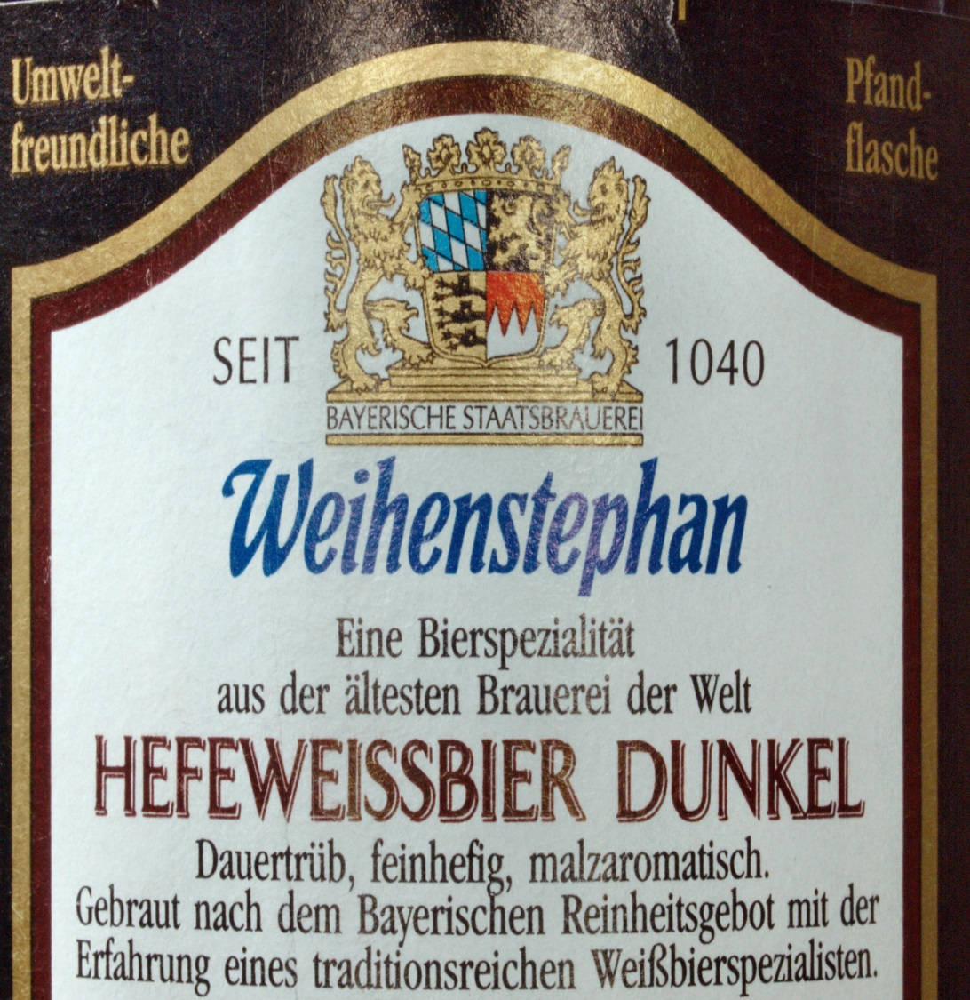 Umwelt-
freundliche
Pfand-
flasche
SEIT 1040
BAYERISCHE STAATSBRAUEREI
Weihenstephan
Eine Bierspezialität
aus der ältesten Brauerei der Welt
HEFEWEISSBIER DUNKEL
Dauertrüb, feinhefig, malzaromatisch.
Gebraut nach dem Bayerischen Reinheitsgebot mit der
Erfahrung eines traditionsreichen Weißbierspezialisten.